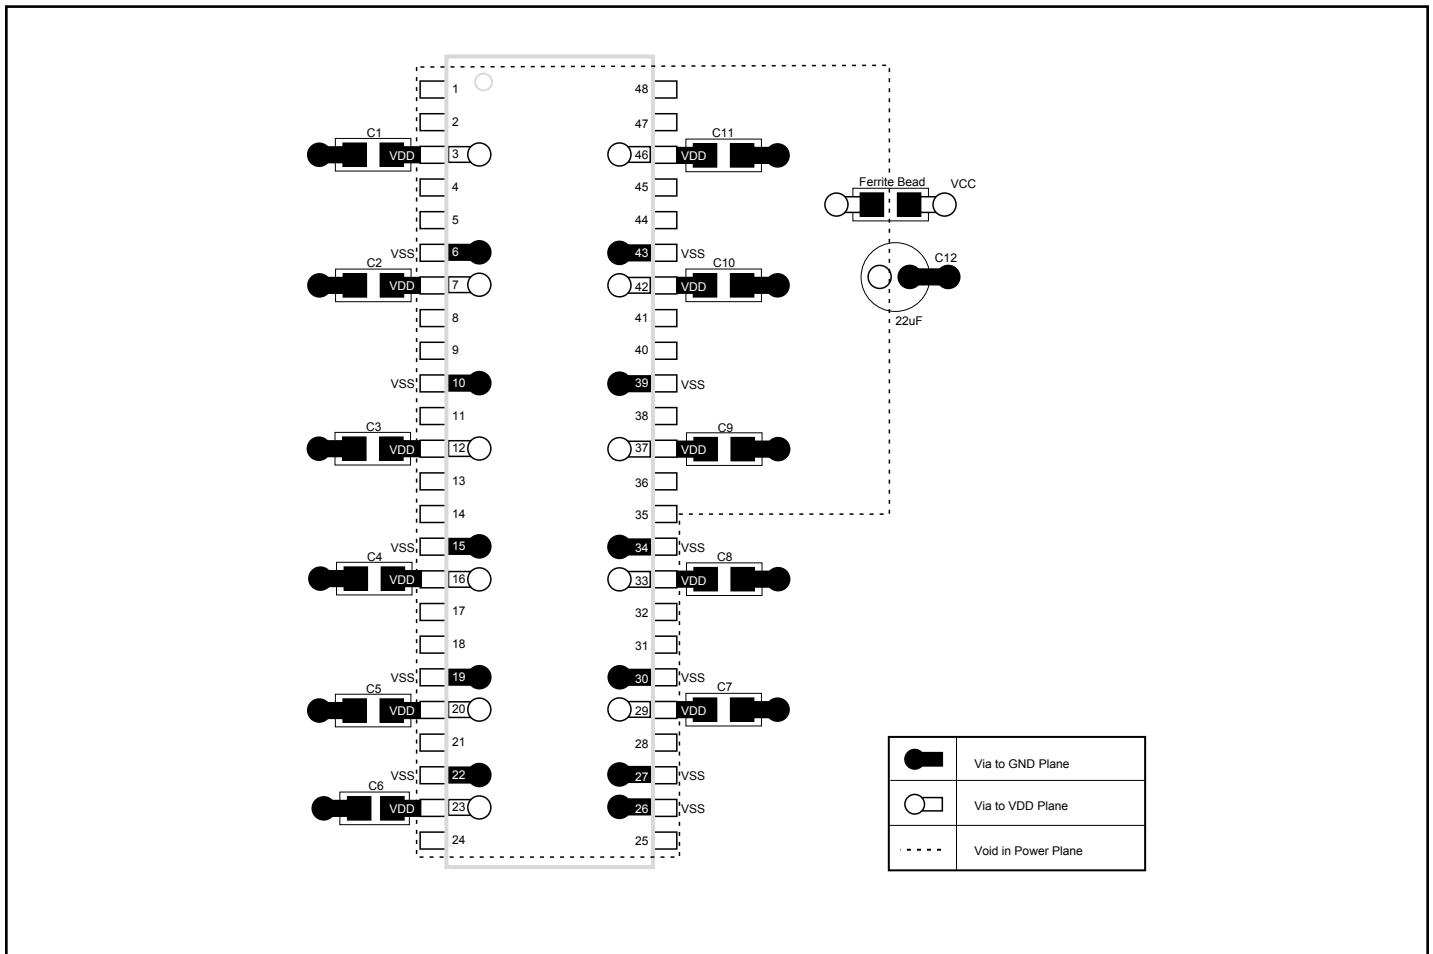 1 48
2 47
C1 C11
VDD 3 46 VDD
4 45
Ferrite Bead VCC
5 44
VSS 6 43 VSS
C2 C10 C12
VDD 7 42 VDD
8 41 22uF
9 40
VSS 10 39 VSS
11 38
C3 C9
VDD 12 37 VDD
13 36
14 35
VSS 15 34 VSS
C4 C8
VDD 16 33 VDD
17 32
18 31
VSS 19 30 VSS
C5 C7
VDD 20 29 VDD
21 28
VSS 22 27 VSS
C6
VDD 23 26 VSS
24 25
Via to GND Plane
Via to VDD Plane
Void in Power Plane